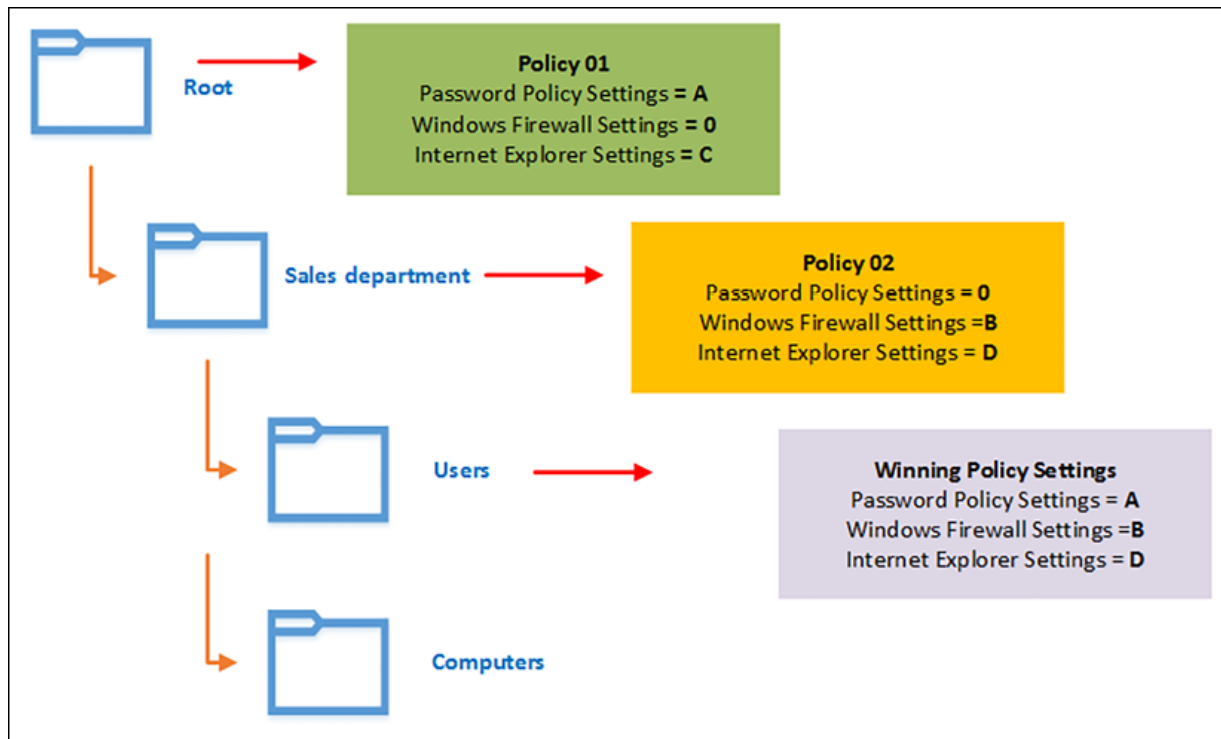 Root
Policy 01
Password Policy Settings = A
Windows Firewall Settings = 0
Internet Explorer Settings = C
Sales department
Policy 02
Password Policy Settings = 0
Windows Firewall Settings =B
Internet Explorer Settings = D
Users
Winning Policy Settings
Password Policy Settings = A
Windows Firewall Settings =B
Internet Explorer Settings = D
Computers